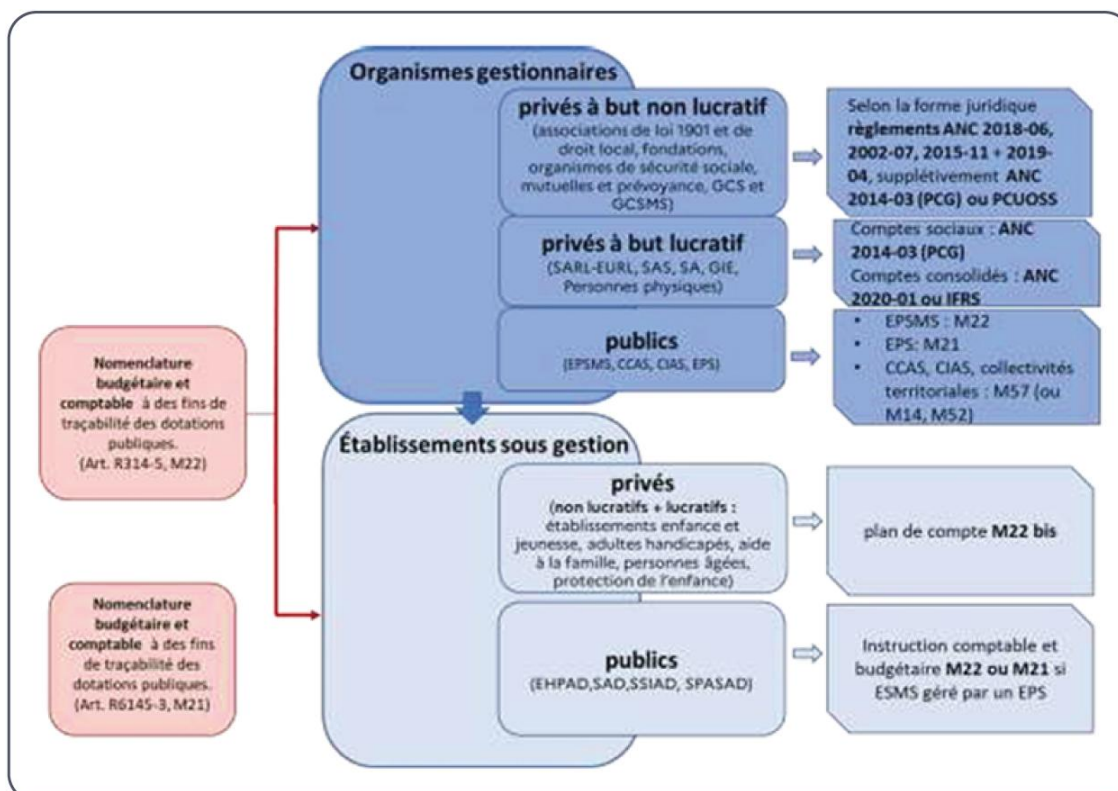 Organismes gestionnaires
privés à but non lucratif
(associations de loi 1901 et de
droit local, fondations,
organismes de sécurité sociale,
mutuelles et prévoyance, GCS et
GCSMS)
Selon la forme juridique
règlements ANC 2018-06,
2002-07, 2015-11 + 2019-
04, supplétivement ANC
2014-03 (PCG) ou PCUOSS
privés à but lucratif
(SARL-EURL, SAS, SA, GIE,
Personnes physiques)
Comptes sociaux : ANC
2014-03 (PCG)
Comptes consolidés : ANC
2020-01 ou IFRS
publics
(EPSMS, CCAS, CIAS, EPS)
• EPSMS : M22
• EPS: M21
• CCAS, CIAS, collectivités
territoriales : M57 (ou
M14, M52)
Nomenclature
budgétaire et
comptable à des fins de
traçabilité des dotations
publiques.
(Art. R314-5, M22)
Établissements sous gestion
privés
(non lucratifs + lucratifs :
établissements enfance et
jeunesse, adultes handicapés, aide
à la famille, personnes âgées,
protection de l'enfance)
plan de compte M22 bis
Nomenclature
budgétaire et
comptable à des fins
de traçabilité des
dotations publiques.
(Art. R6145-3, M21)
publics
(EHPAD,SAD,SSIAD, SPASAD)
Instruction comptable et
budgétaire M22 ou M21 si
ESMS géré par un EPS